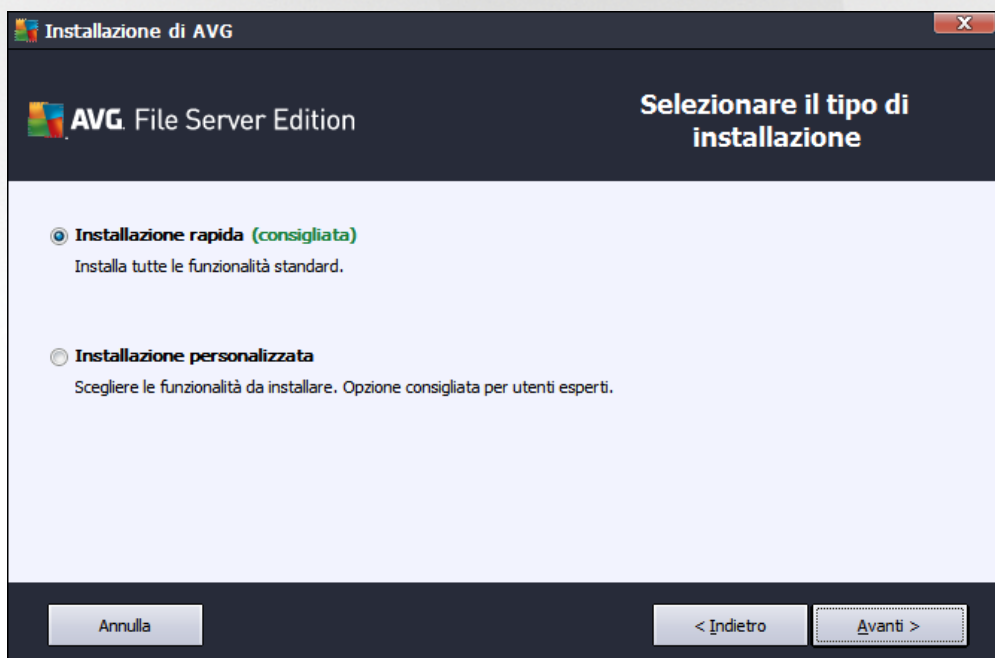 Installazione di AVG
AVG. File Server Edition
Selezionare il tipo di
installazione
Installazione rapida (consigliata)
Installa tutte le funzionalità standard.
Installazione personalizzata
Scegliere le funzionalità da installare. Opzione consigliata per utenti esperti.
Annulla
< Indietro
Avanti >